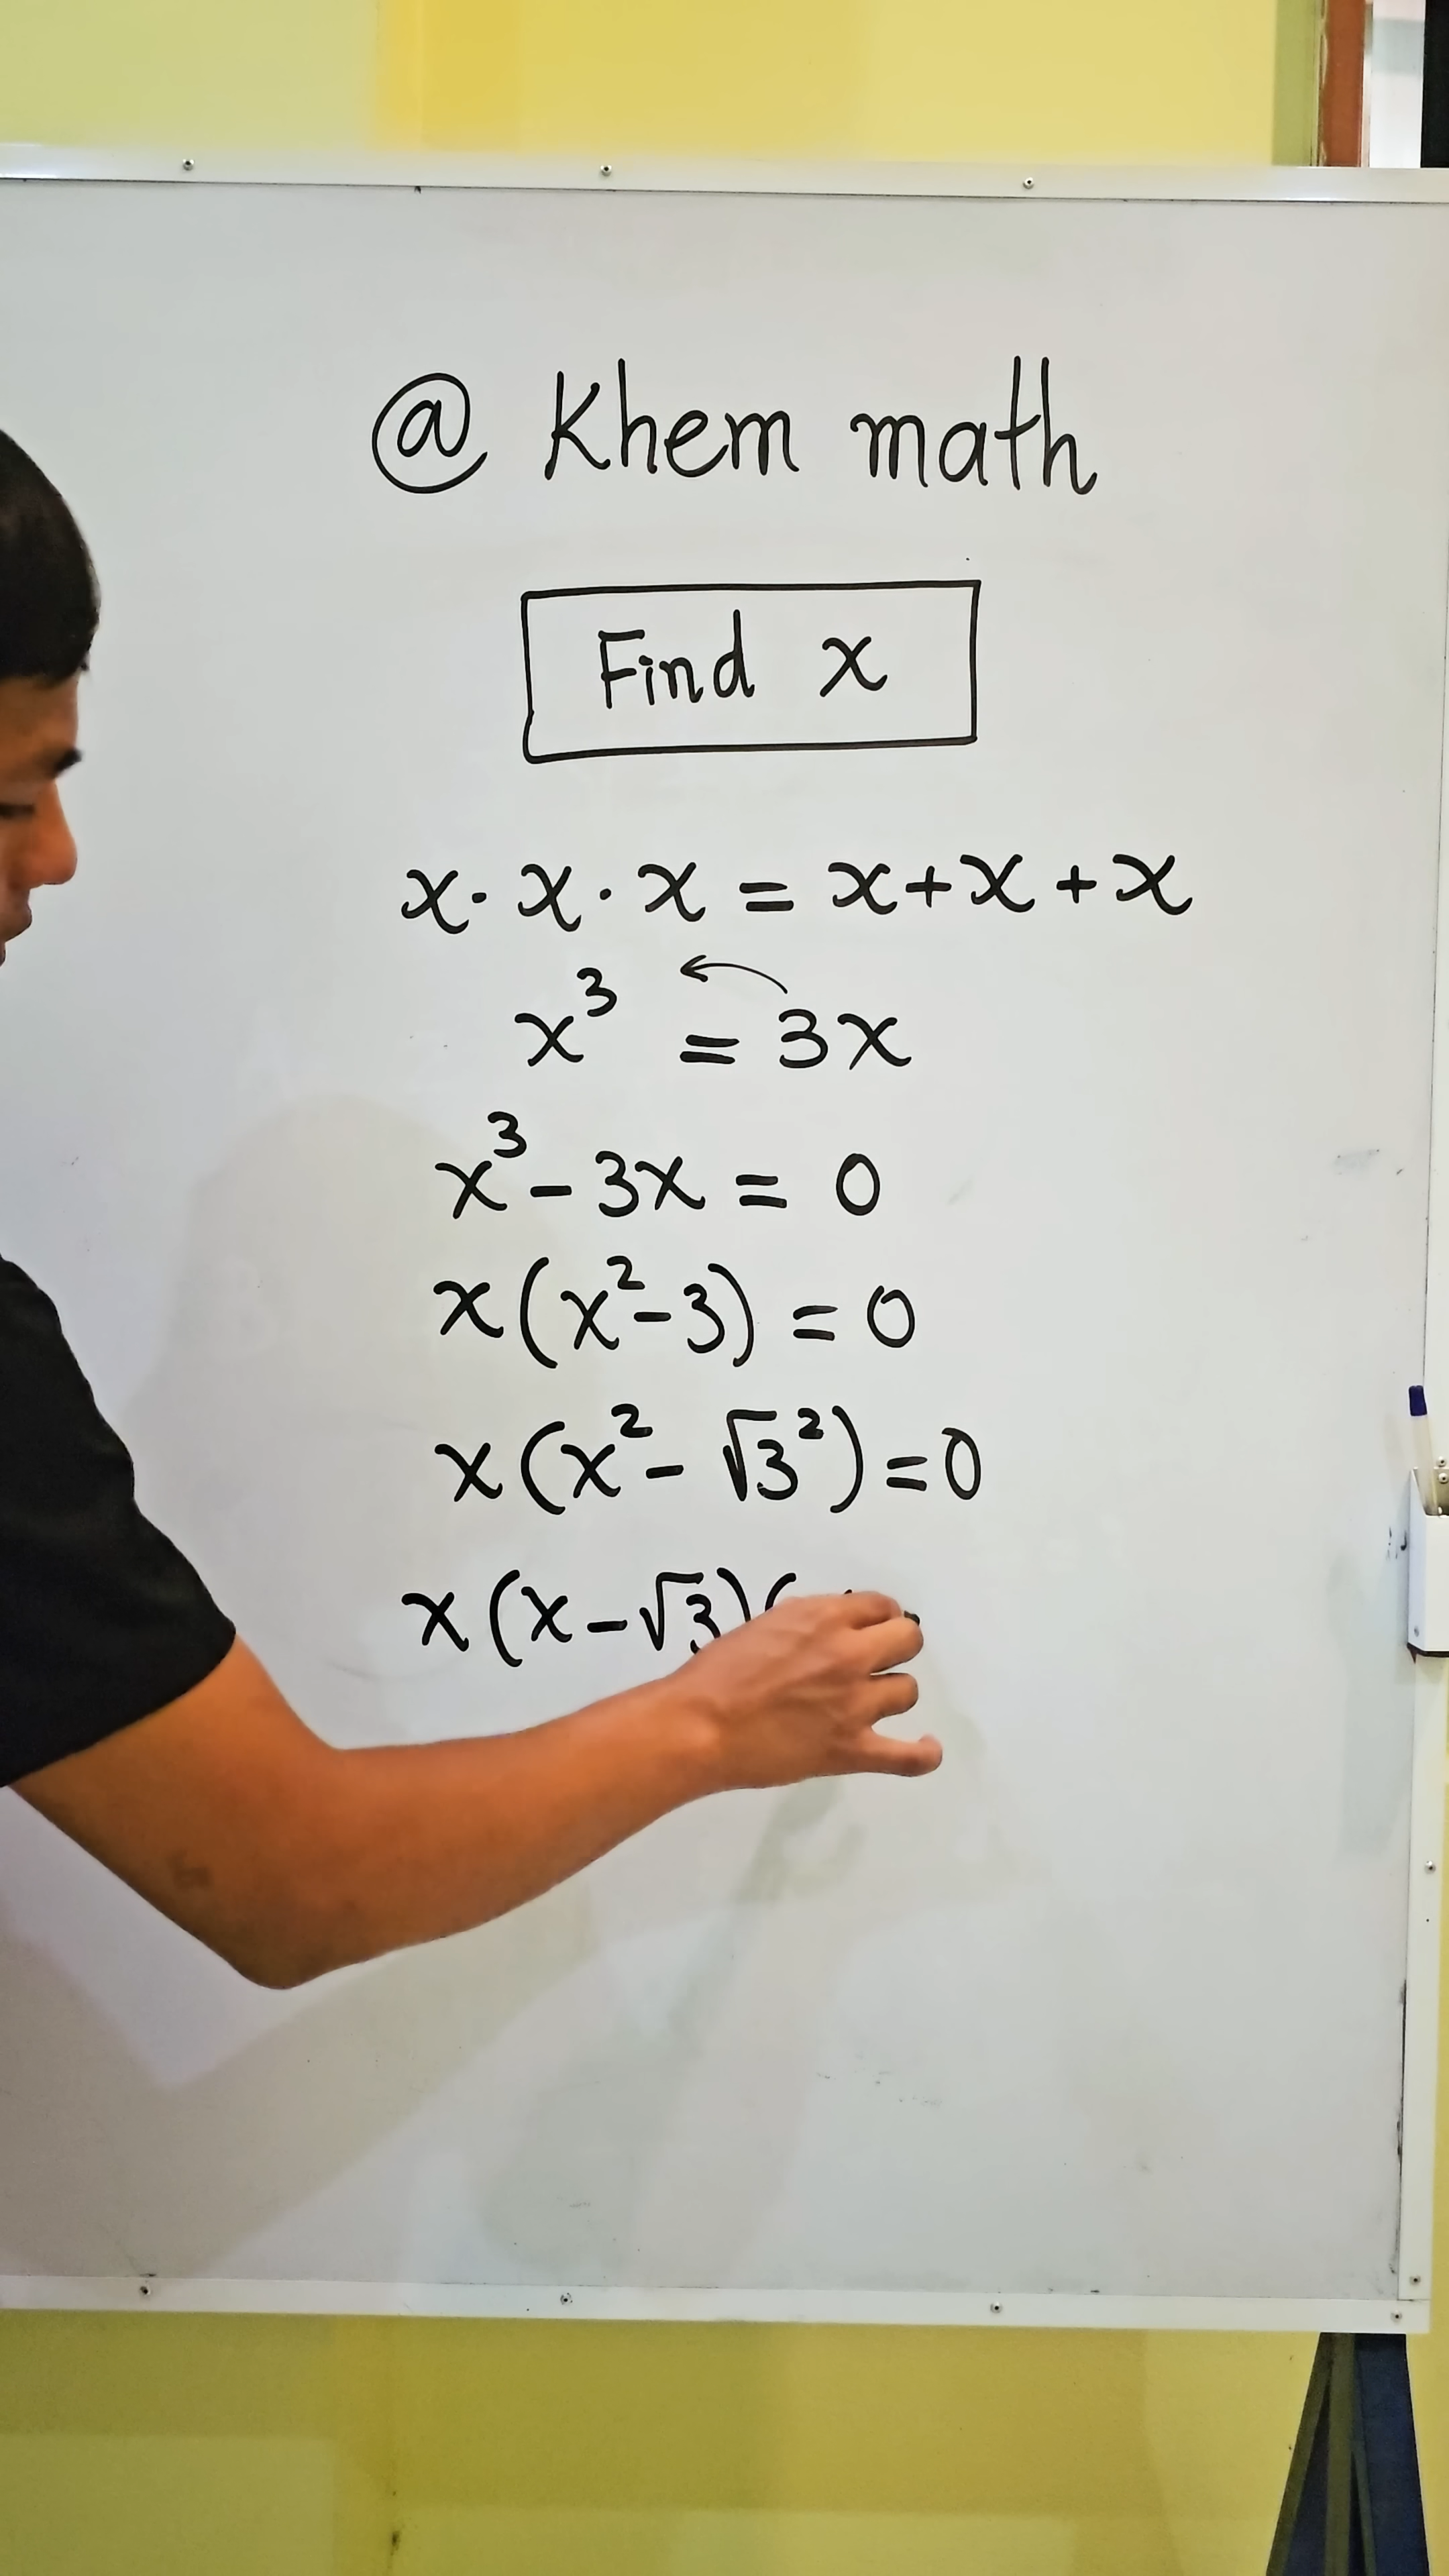 @ Khem math
Find x
x · x · x = x + x + x
x³ = 3x
x³ - 3x = 0
x(x² - 3) = 0
x(x² - √3²) = 0
x(x - √3)(